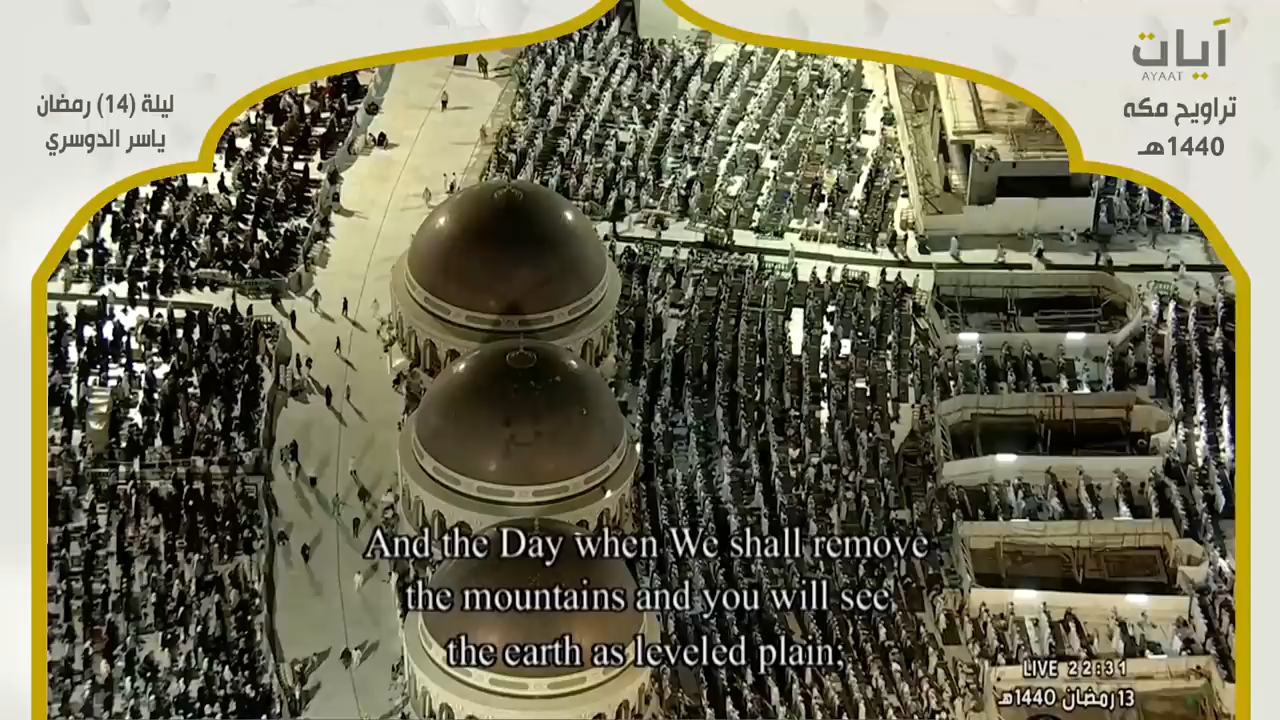 آيات
AYAAT
تراويح مكه
1440هـ
ليلة (14) رمضان
ياسر الدوسري
And the Day when We shall remove
the mountains and you will see
the earth as leveled plain;
LIVE 22:31
13 رمضان 1440هـ